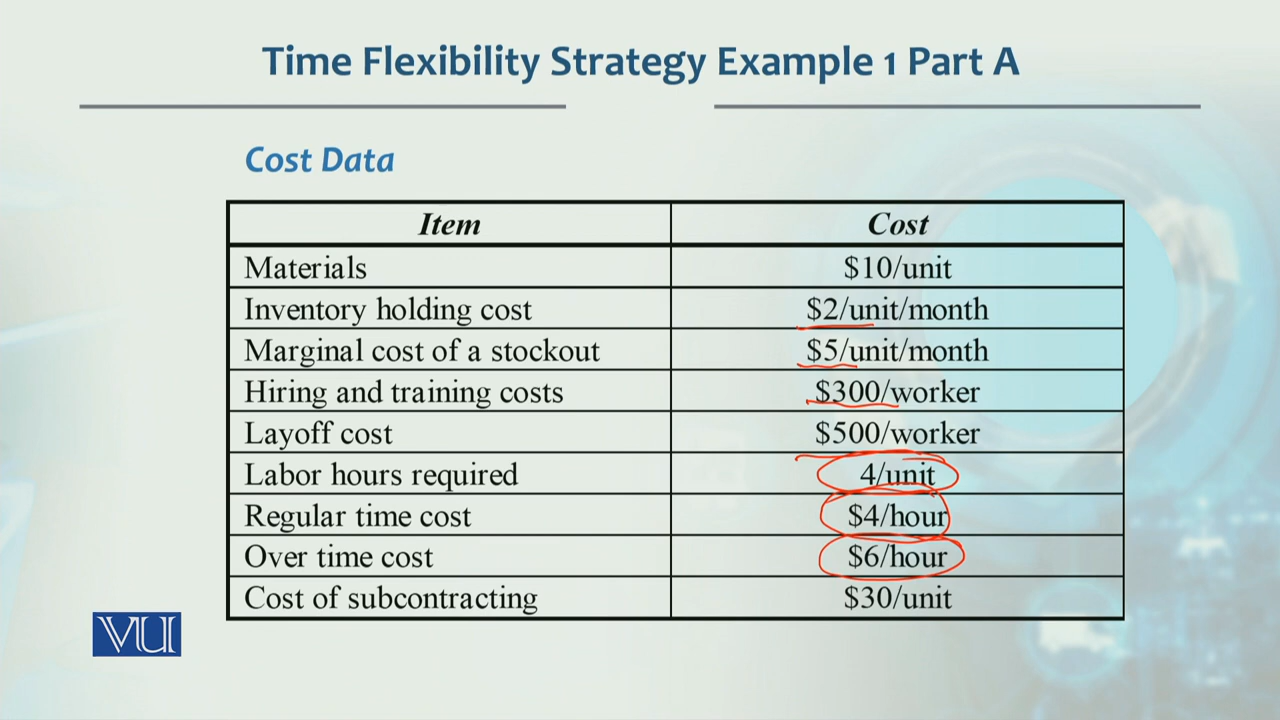 Time Flexibility Strategy Example 1 Part A
Cost Data
Item Cost
Materials $10/unit
Inventory holding cost $2/unit/month
Marginal cost of a stockout $5/unit/month
Hiring and training costs $300/worker
Layoff cost $500/worker
Labor hours required 4/unit
Regular time cost $4/hour
Over time cost $6/hour
Cost of subcontracting $30/unit
VU